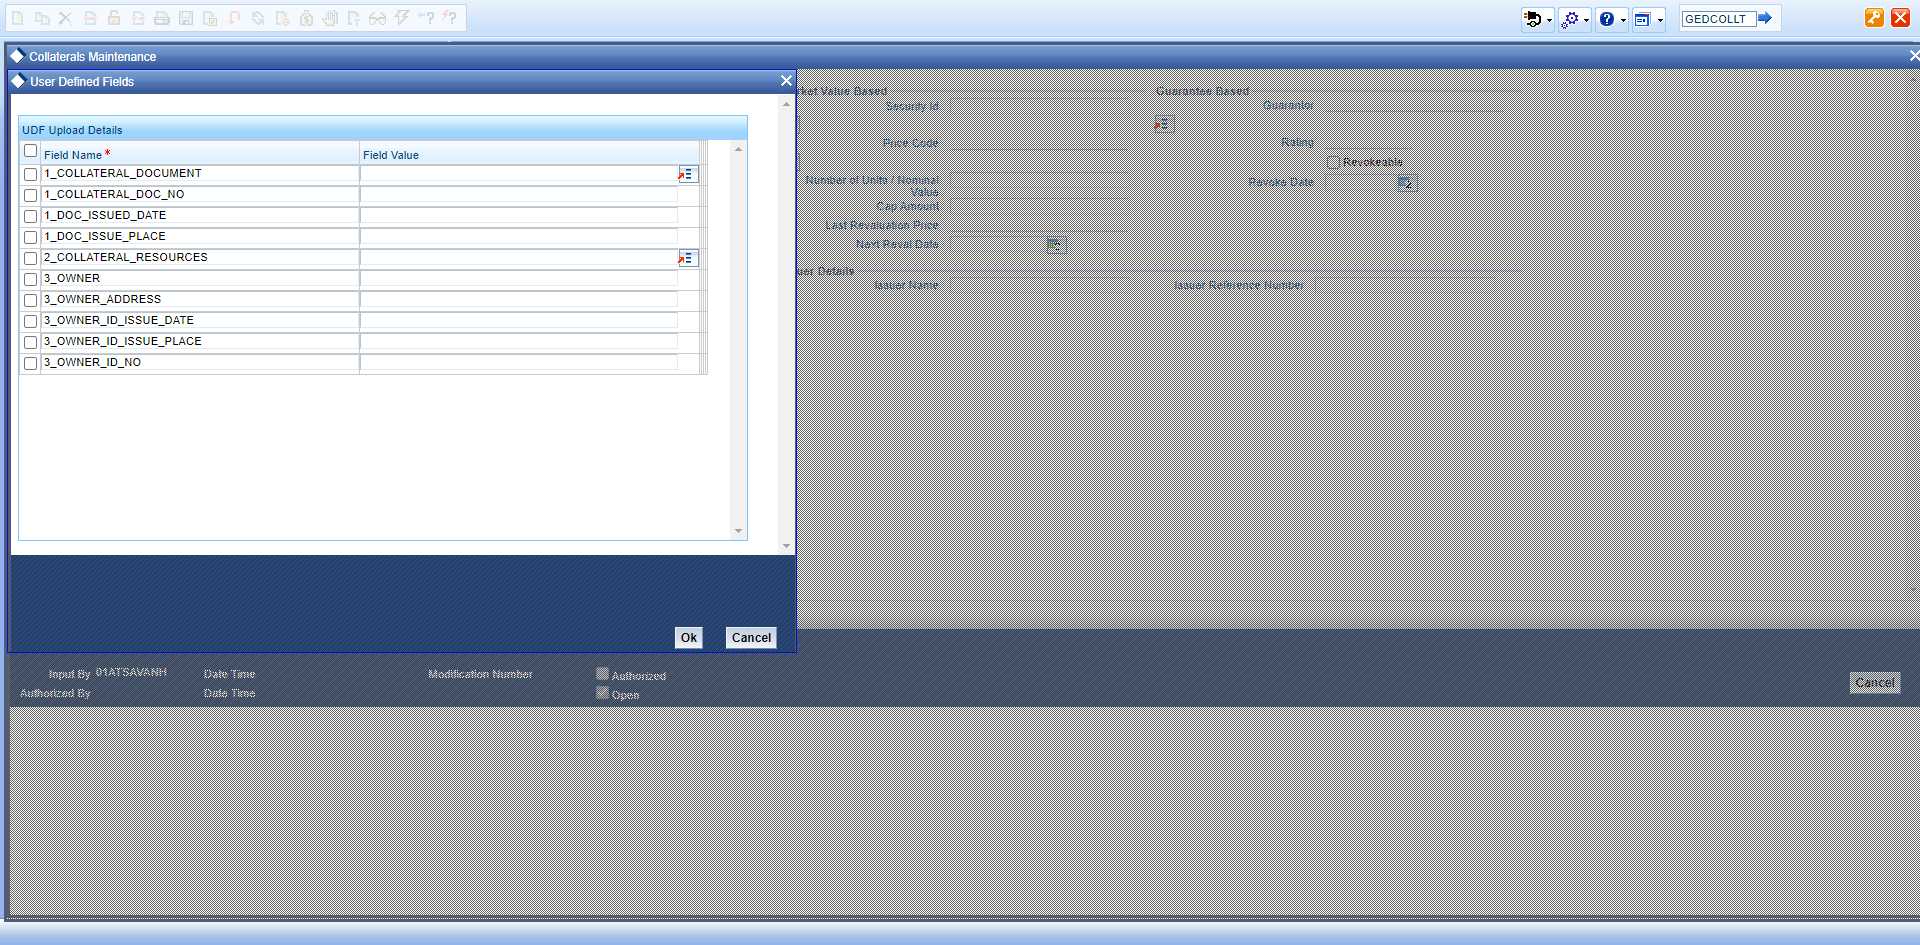 GEDCOLLT
Collaterals Maintenance
User Defined Fields
UDF Upload Details
Field Name *
Field Value
1_COLLATERAL_DOCUMENT
1_COLLATERAL_DOC_NO
1_DOC_ISSUED_DATE
1_DOC_ISSUE_PLACE
2_COLLATERAL_RESOURCES
3_OWNER
3_OWNER_ADDRESS
3_OWNER_ID_ISSUE_DATE
3_OWNER_ID_ISSUE_PLACE
3_OWNER_ID_NO
Ok
Cancel
rket Value Based
Security Id
Price Code
Number of Units / Nominal
Value
Cap Amount
Last Revaluation Price
Next Reval Date
uer Details
Issuer Name
Guarantee Based
Guarantor
Rating
Revokeable
Revoke Date
Issuer Reference Number
Input By 01ATSAVANH
Date Time
Modification Number
Authorized
Authorized By
Date Time
Open
Cancel